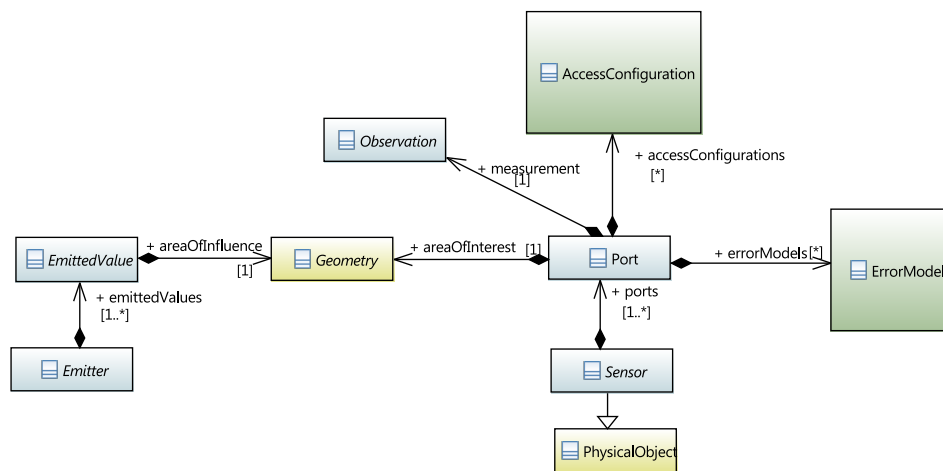 AccessConfiguration
Observation
+ measurement
[1]
+ accessConfigurations
[*]
EmittedValue
+ areaOfInfluence
[1]
Geometry
+ areaOfInterest
[1]
Port
+ errorModels
[*]
ErrorModel
+ emittedValues
[1..*]
+ ports
[1..*]
Emitter
Sensor
PhysicalObject